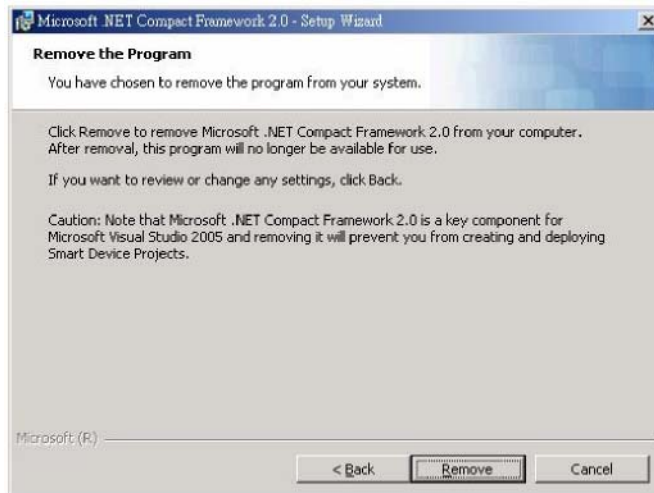 Microsoft .NET Compact Framework 2.0 - Setup Wizard
Remove the Program
You have chosen to remove the program from your system.
Click Remove to remove Microsoft .NET Compact Framework 2.0 from your computer.
After removal, this program will no longer be available for use.
If you want to review or change any settings, click Back.
Caution: Note that Microsoft .NET Compact Framework 2.0 is a key component for
Microsoft Visual Studio 2005 and removing it will prevent you from creating and deploying
Smart Device Projects.
Microsoft (R)
< Back Remove Cancel